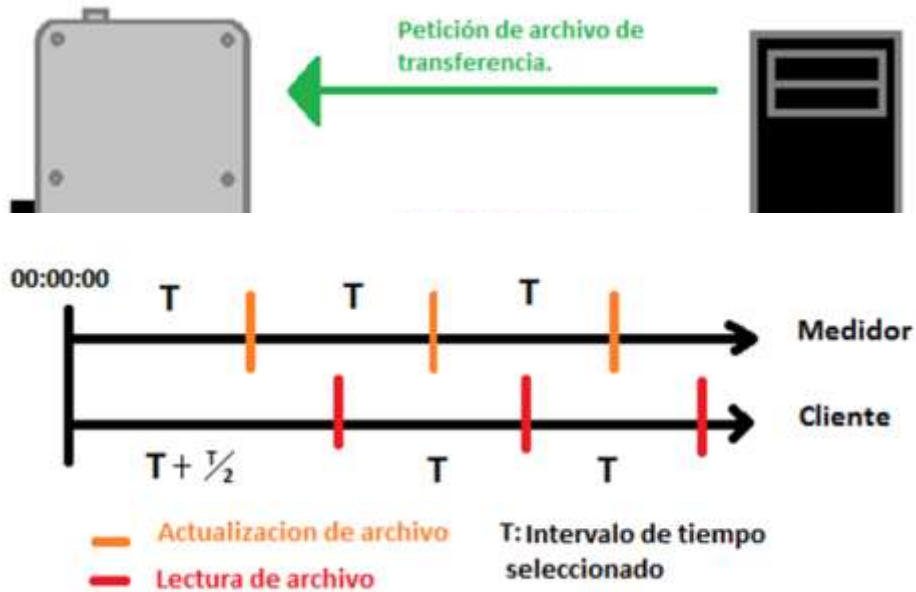 Petición de archivo de
transferencia.
00:00:00
T T T
Medidor
Cliente
T + T/2 T T
Actualizacion de archivo
T: Intervalo de tiempo
seleccionado
Lectura de archivo